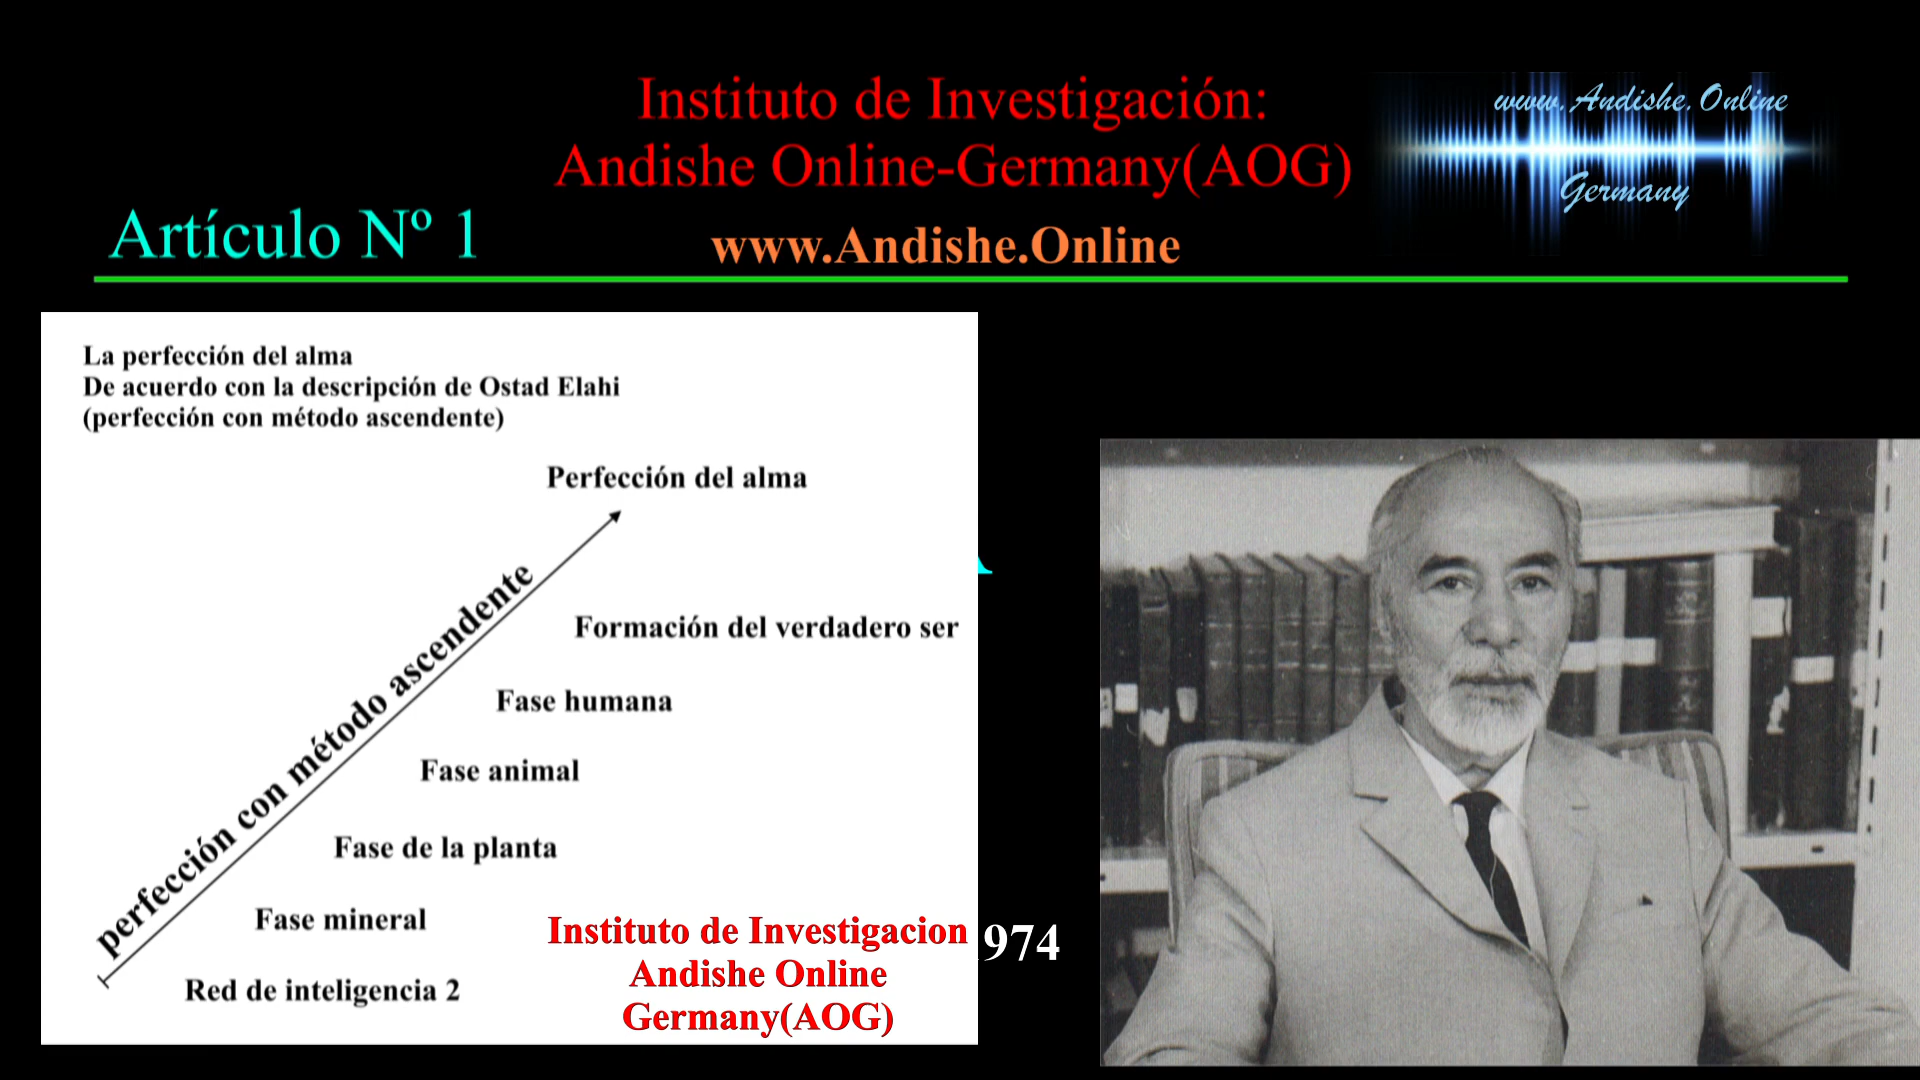 Instituto de Investigación:
Andishe Online-Germany(AOG)
www.Andishe.Online
Germany
Artículo Nº 1
www.Andishe.Online
La perfección del alma
De acuerdo con la descripción de Ostad Elahi
(perfección con método ascendente)
Perfección del alma
perfección con método ascendente
Formación del verdadero ser
Fase humana
Fase animal
Fase de la planta
Fase mineral
Red de inteligencia 2
Instituto de Investigacion
Andishe Online
Germany(AOG)
974